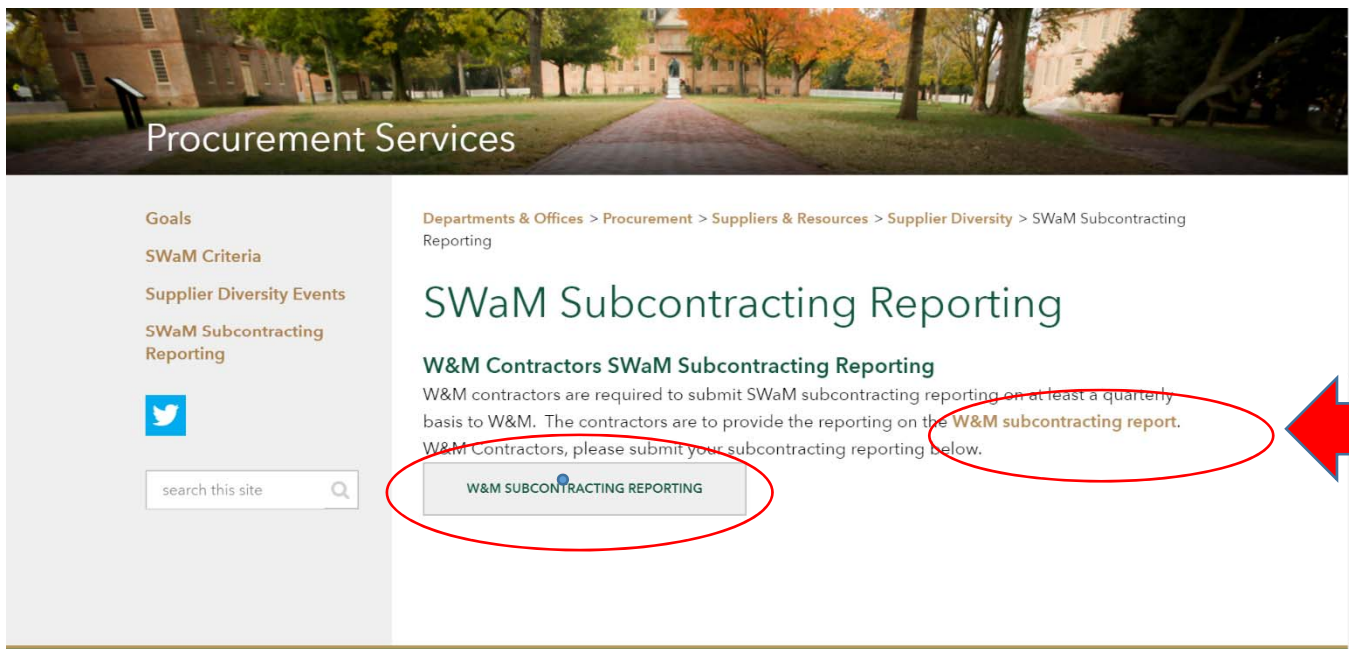 Procurement Services
Goals
SWaM Criteria
Supplier Diversity Events
SWaM Subcontracting
Reporting
search this site
Departments & Offices > Procurement > Suppliers & Resources > Supplier Diversity > SWaM Subcontracting
Reporting
SWaM Subcontracting Reporting
W&M Contractors SWaM Subcontracting Reporting
W&M contractors are required to submit SWaM subcontracting reporting on at least a quarterly
basis to W&M. The contractors are to provide the reporting on the W&M subcontracting report.
W&M Contractors, please submit your subcontracting reporting below.
W&M SUBCONTRACTING REPORTING